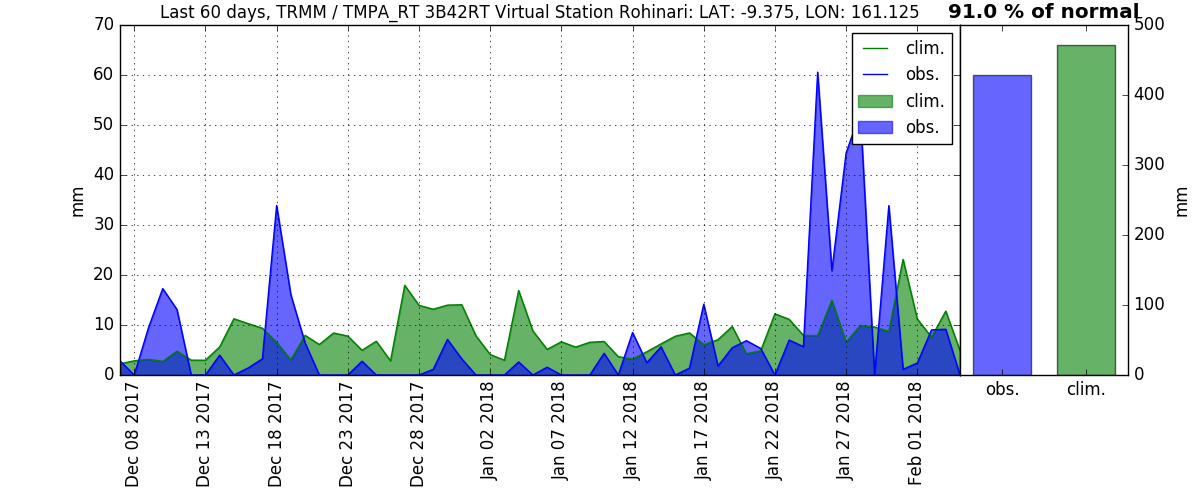 Last 60 days, TRMM / TMPA_RT 3B42RT Virtual Station Rohinari: LAT: -9.375, LON: 161.125
91.0 % of normal
70
60
50
40
30
20
10
0
mm
clim.
obs.
clim.
obs.
Dec 08 2017
Dec 13 2017
Dec 18 2017
Dec 23 2017
Dec 28 2017
Jan 02 2018
Jan 07 2018
Jan 12 2018
Jan 17 2018
Jan 22 2018
Jan 27 2018
Feb 01 2018
obs.
clim.
500
400
300
200
100
0
mm